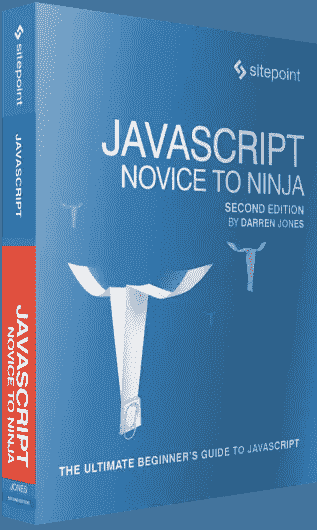 sitepoint
JAVASCRIPT
NOVICE TO NINJA
SECOND EDITION
BY DARREN JONES
THE ULTIMATE BEGINNER'S GUIDE TO JAVASCRIPT
sitepoint
JAVASCRIPT
JAVASCRIPT
NOVICE TO NINJA
JONES